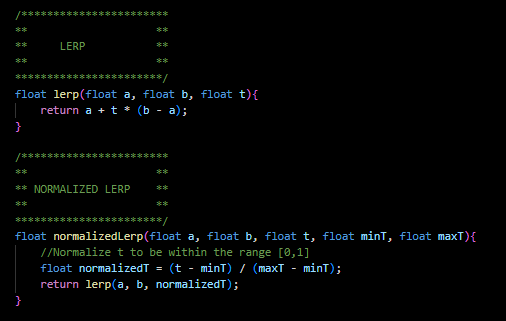 /***********************
**                    **
**     LERP           **
**                    **
***********************/
float lerp(float a, float b, float t){
    return a + t * (b - a);
}
/***********************
**                    **
** NORMALIZED LERP    **
**                    **
***********************/
float normalizedLerp(float a, float b, float t, float minT, float maxT){
    //Normalize t to be within the range [0,1]
    float normalizedT = (t - minT) / (maxT - minT);
    return lerp(a, b, normalizedT);
}